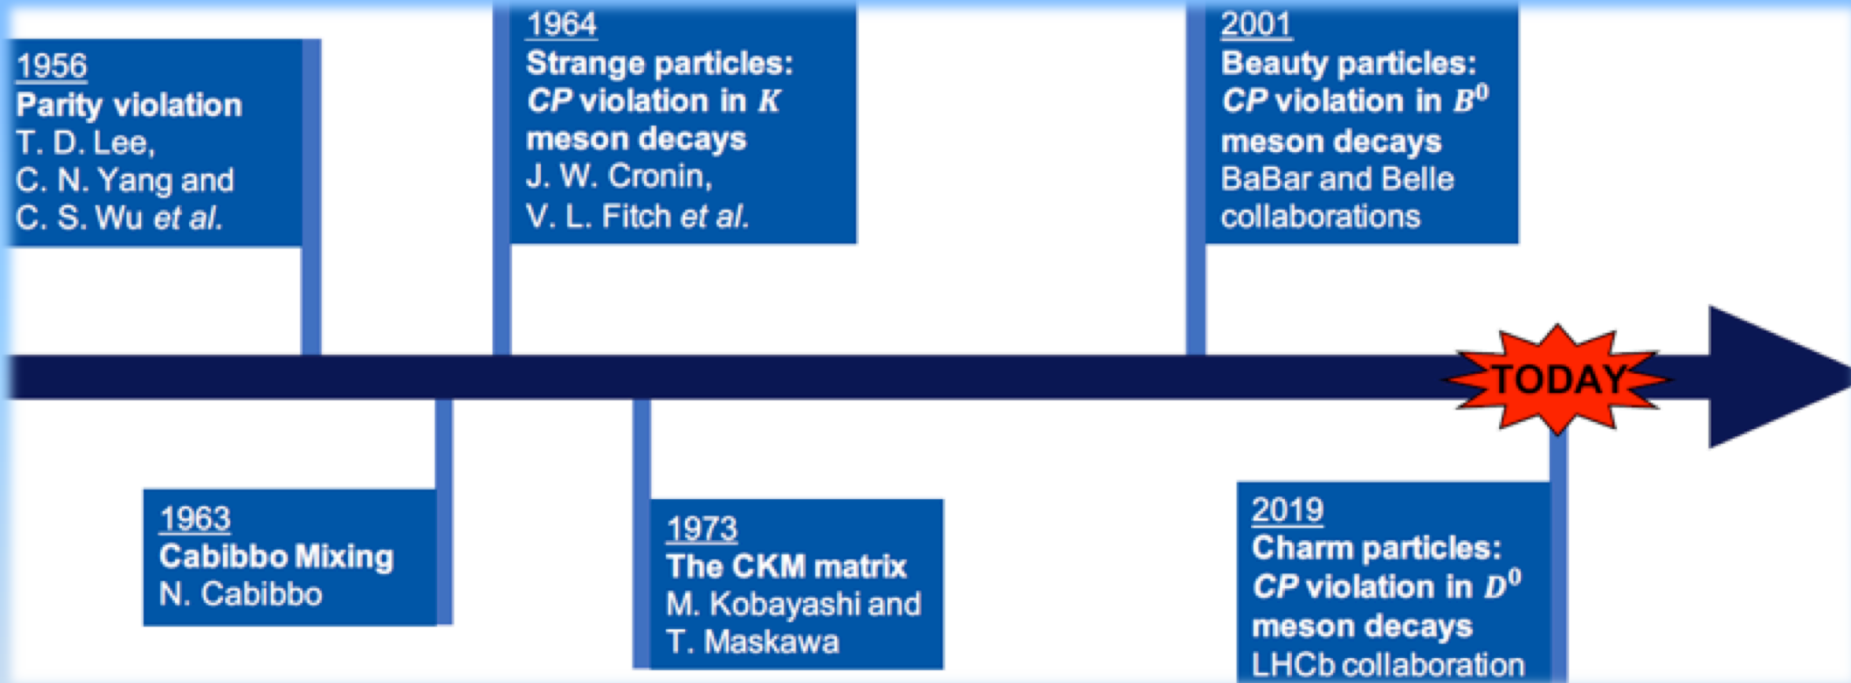 1956
Parity violation
T. D. Lee,
C. N. Yang and
C. S. Wu et al.
1964
Strange particles:
CP violation in K
meson decays
J. W. Cronin,
V. L. Fitch et al.
2001
Beauty particles:
CP violation in B⁰
meson decays
BaBar and Belle
collaborations
TODAY
1963
Cabibbo Mixing
N. Cabibbo
1973
The CKM matrix
M. Kobayashi and
T. Maskawa
2019
Charm particles:
CP violation in D⁰
meson decays
LHCb collaboration